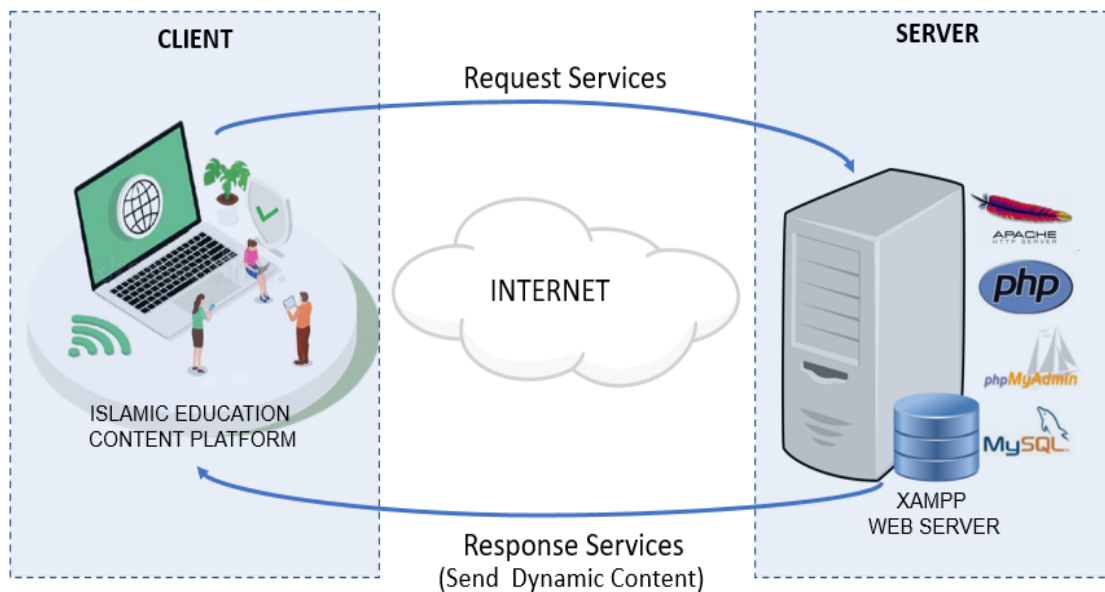 CLIENT
SERVER
Request Services
APACHE
HTTP SERVER
php
INTERNET
phpMyAdmin
ISLAMIC EDUCATION
CONTENT PLATFORM
MySQL
XAMPP
WEB SERVER
Response Services
(Send Dynamic Content)